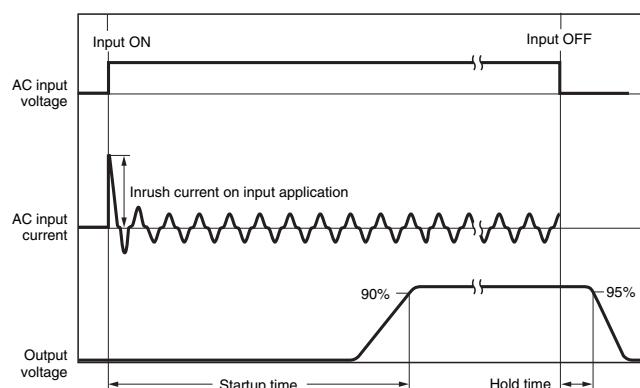 Input ON
Input OFF
AC input
voltage
Inrush current on input application
AC input
current
90%
95%
Output
voltage
Startup time
Hold time